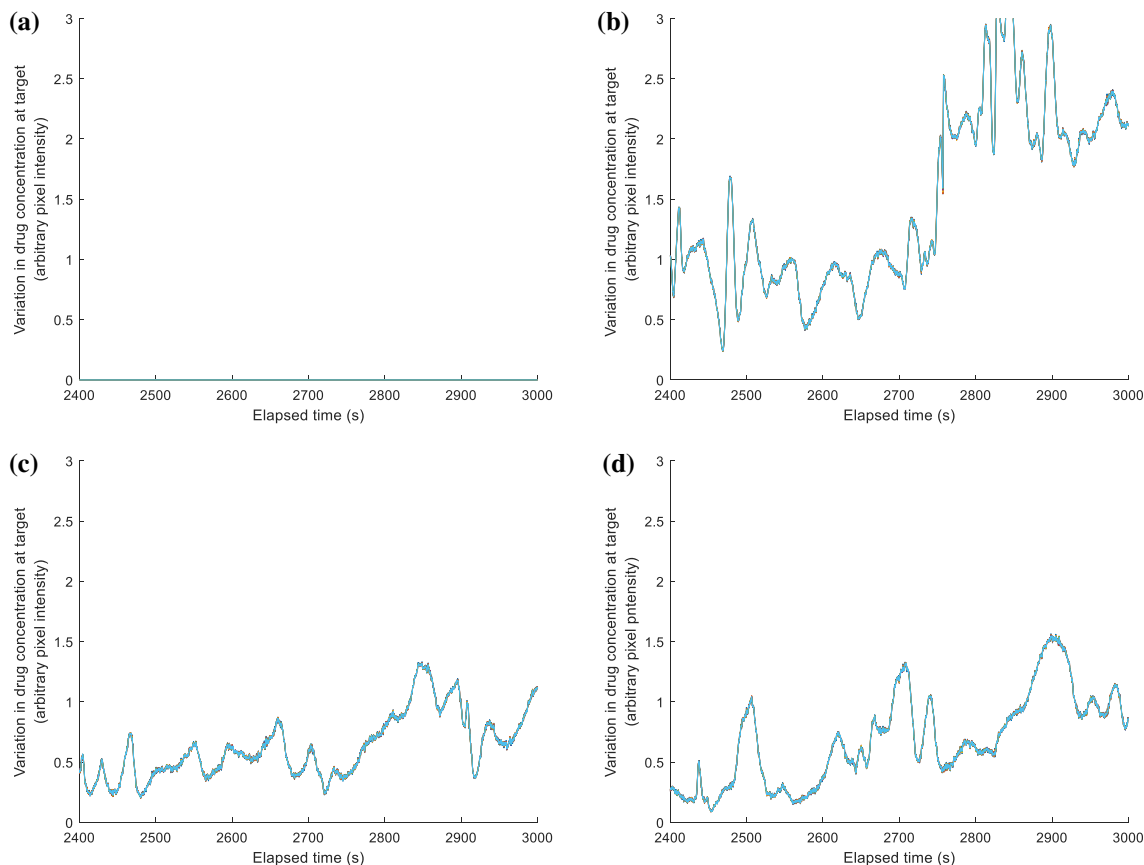 (a)
3
2.5
2
1.5
1
0.5
0
Variation in drug concentration at target
(arbitrary pixel intensity)
2400 2500 2600 2700 2800 2900 3000
Elapsed time (s)
(b)
3
2.5
2
1.5
1
0.5
0
Variation in drug concentration at target
(arbitrary pixel intensity)
2400 2500 2600 2700 2800 2900 3000
Elapsed time (s)
(c)
3
2.5
2
1.5
1
0.5
0
Variation in drug concentration at target
(arbitrary pixel intensity)
2400 2500 2600 2700 2800 2900 3000
Elapsed time (s)
(d)
3
2.5
2
1.5
1
0.5
0
Variation in drug concentration at target
(arbitrary pixel pntensity)
2400 2500 2600 2700 2800 2900 3000
Elapsed time (s)